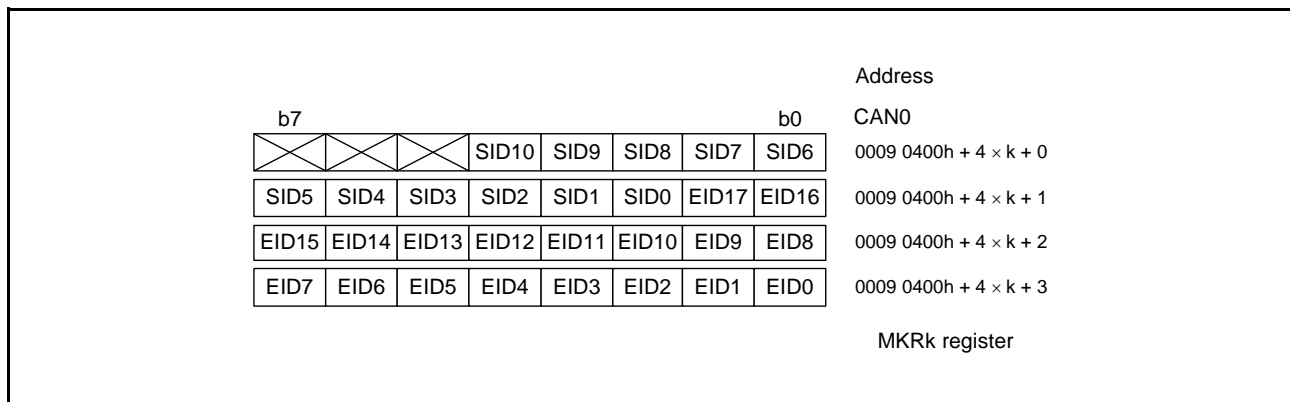 Address
b7 b0 CAN0
SID10 SID9 SID8 SID7 SID6 0009 0400h + 4 × k + 0
SID5 SID4 SID3 SID2 SID1 SID0 EID17 EID16 0009 0400h + 4 × k + 1
EID15 EID14 EID13 EID12 EID11 EID10 EID9 EID8 0009 0400h + 4 × k + 2
EID7 EID6 EID5 EID4 EID3 EID2 EID1 EID0 0009 0400h + 4 × k + 3
MKRk register